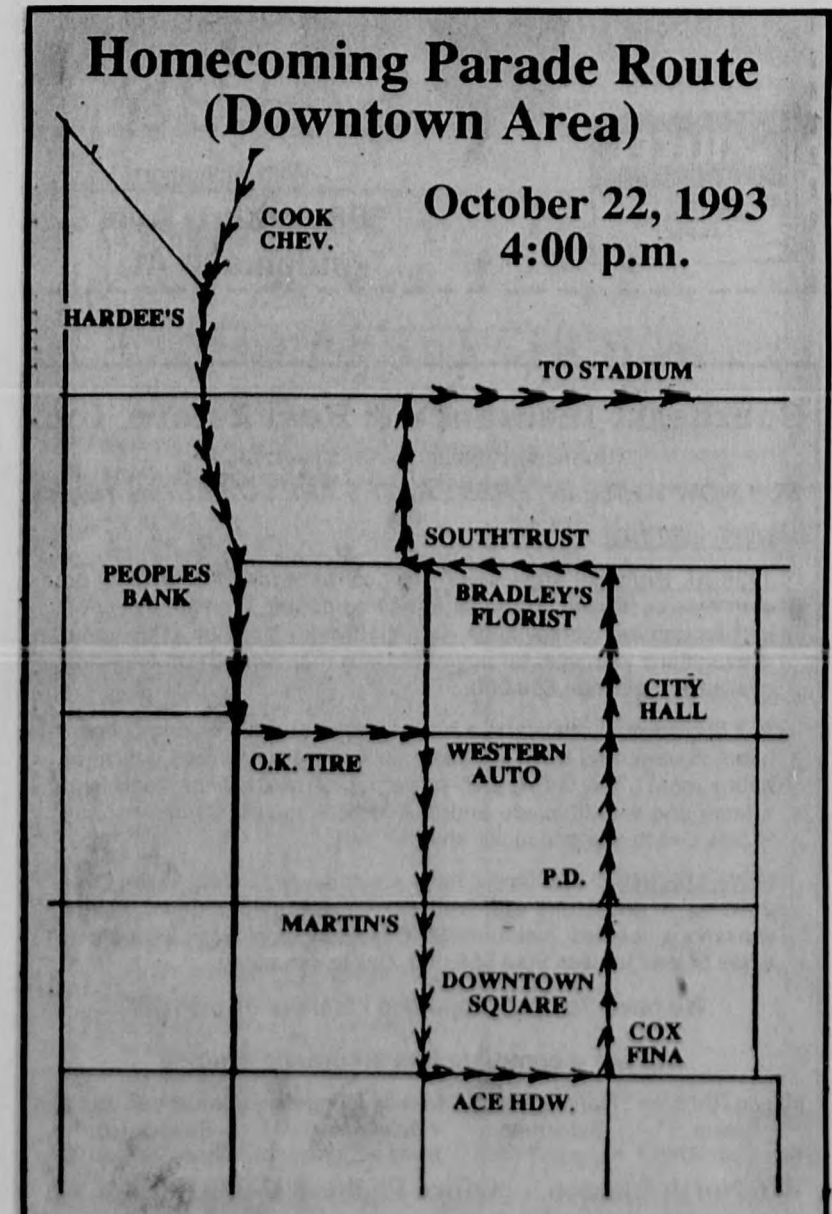 Homecoming Parade Route
(Downtown Area)
October 22, 1993
4:00 p.m.
COOK
CHEV.
HARDEE'S
TO STADIUM
SOUTHTRUST
PEOPLES
BANK
BRADLEY'S
FLORIST
CITY
HALL
O.K. TIRE
WESTERN
AUTO
P.D.
MARTIN'S
DOWNTOWN
SQUARE
COX
FINA
ACE HDW.